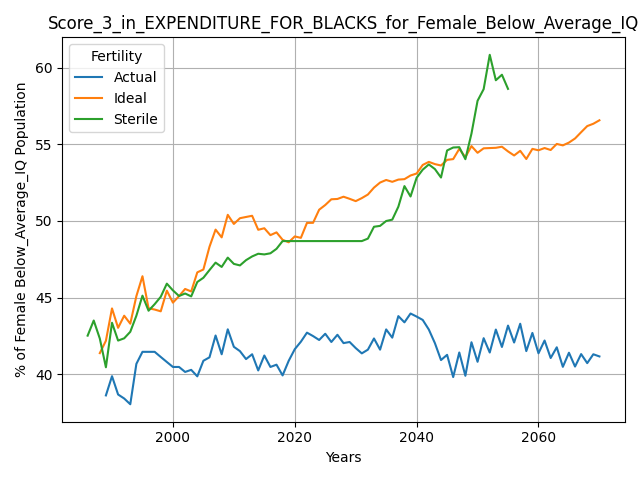 Score_3_in_EXPENDITURE_FOR_BLACKS_for_Female_Below_Average_IQ
Fertility
Actual
Ideal
Sterile
% of Female Below_Average_IQ Population
60
55
50
45
40
2000
2020
2040
2060
Years